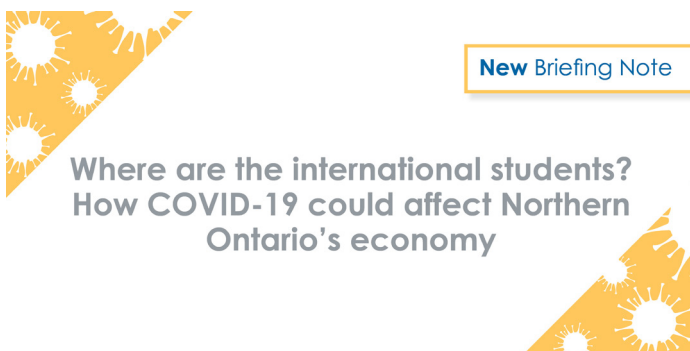 New Briefing Note
Where are the international students?
How COVID-19 could affect Northern
Ontario's economy